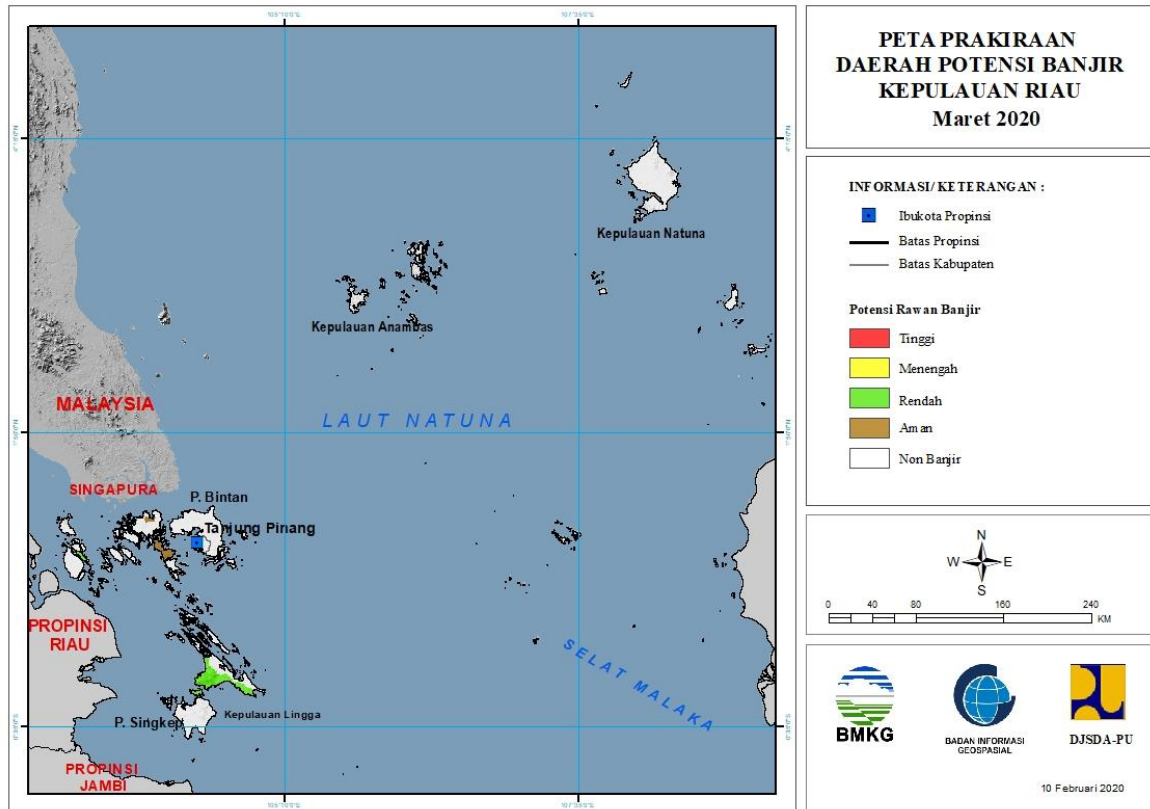 PETA PRAKIRAAN
DAERAH POTENSI BANJIR
KEPULAUAN RIAU
Maret 2020
INFORMASI/ KETERANGAN :
Ibukota Propinsi
Batas Propinsi
Batas Kabupaten
Potensi Rawan Banjir
Tinggi
Menengah
Rendah
Aman
Non Banjir
N
W E
S
0 40 80 160 240
KM
BMKG
BADAN INFORMASI
GEOSPASIAL
DJSDA-PU
10 Februari 2020
Kepulauan Natuna
Kepulauan Anambas
MALAYSIA
LAUT NATUNA
SINGAPURA
P. Bintan
Tanjung Pinang
PROPINSI
RIAU
SELAT MALAKA
P. Singkep
Kepulauan Lingga
PROPINSI
JAMBI